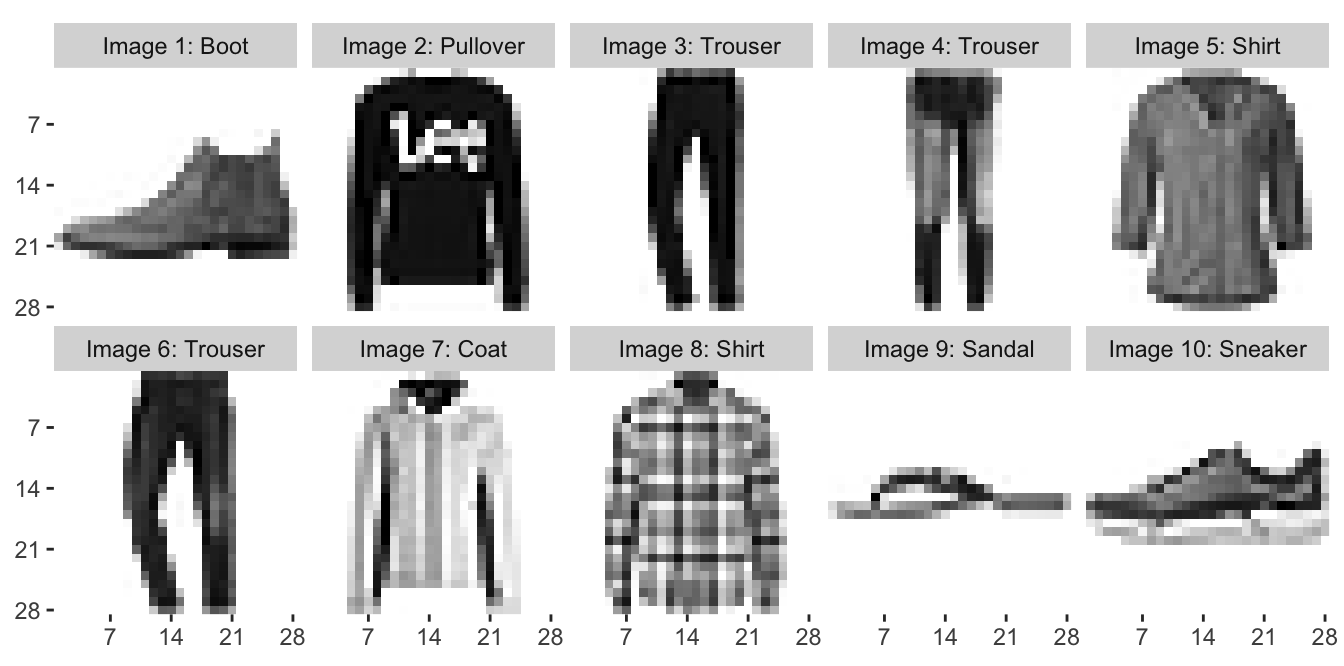 Image 1: Boot
Image 2: Pullover
Image 3: Trouser
Image 4: Trouser
Image 5: Shirt
7
14
21
28
Image 6: Trouser
Image 7: Coat
Image 8: Shirt
Image 9: Sandal
Image 10: Sneaker
7
14
21
28
7 14 21 28
7 14 21 28
7 14 21 28
7 14 21 28
7 14 21 28